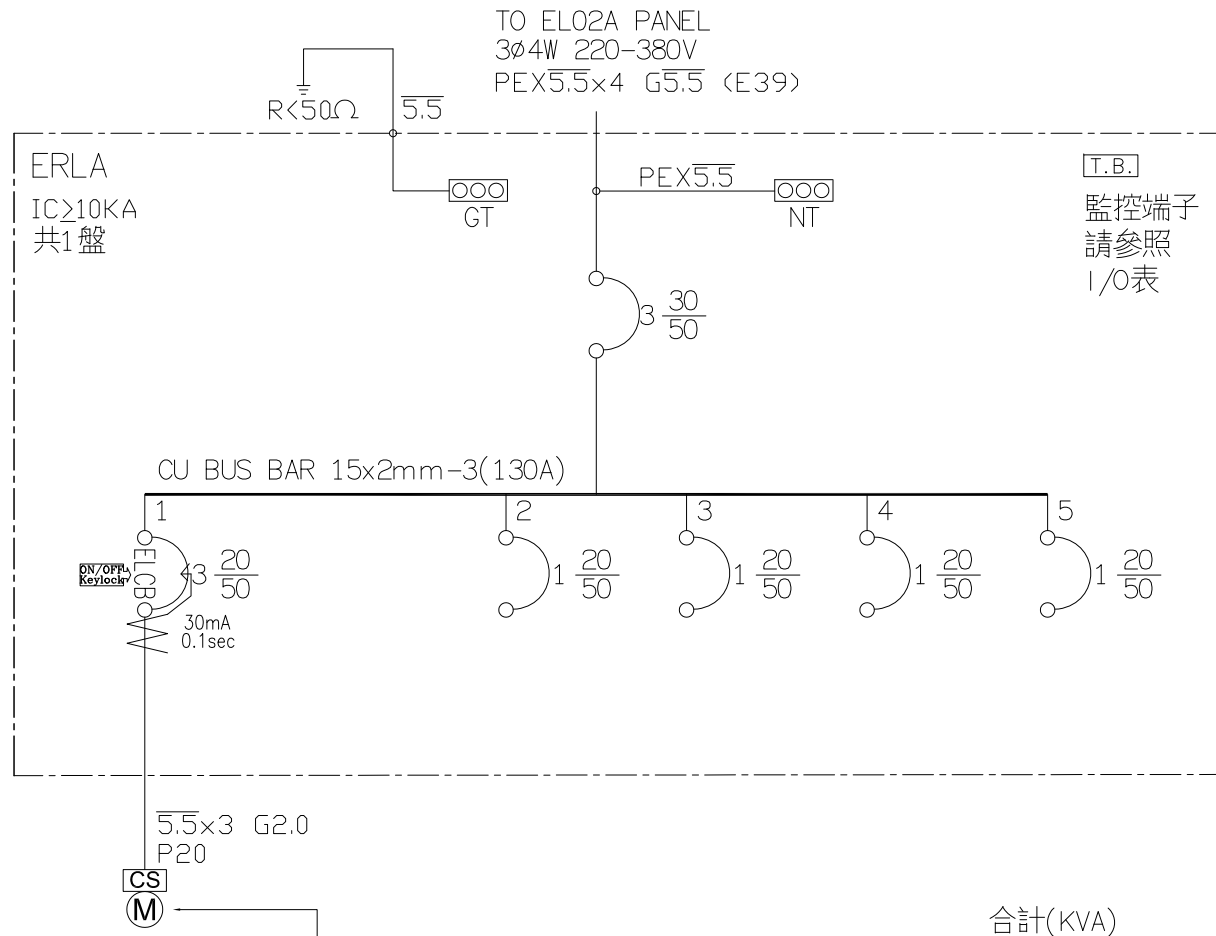 TO EL02A PANEL
3ø4W 220-380V
PEX5.5×4 G5.5 (E39)
R<50Ω
5.5
ERLA
IC≥10KA
共1盤
GT
PEX5.5
NT
T.B.
監控端子
請參照
I/O表
3 30/50
CU BUS BAR 15x2mm-3(130A)
1
2
3
4
5
ON/OFF
Keylock
ELCB
3 20/50
1 20/50
1 20/50
1 20/50
1 20/50
30mA
0.1sec
5.5×3 G2.0
P20
CS
M
合計(KVA)